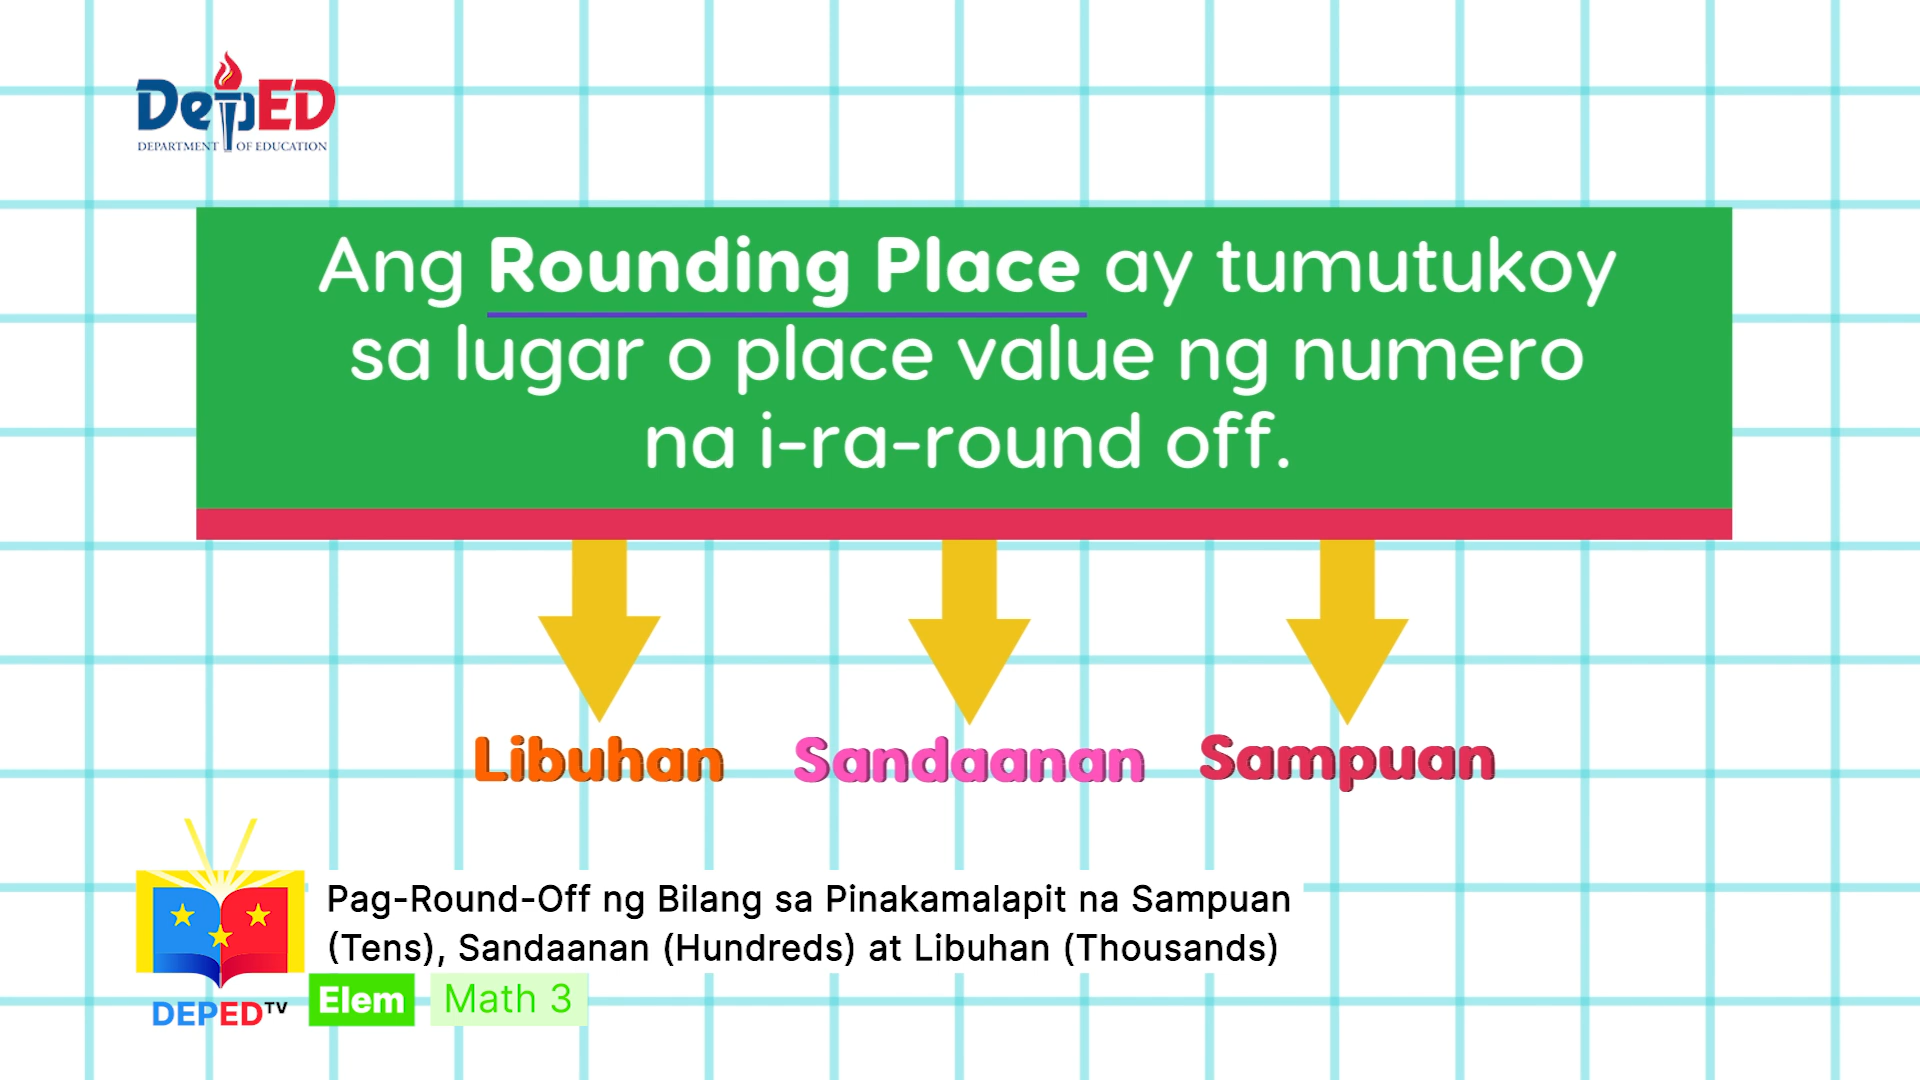 DepED
DEPARTMENT OF EDUCATION
Ang Rounding Place ay tumutukoy
sa lugar o place value ng numero
na i-ra-round off.
Libuhan Sandaanan Sampuan
Pag-Round-Off ng Bilang sa Pinakamalapit na Sampuan
(Tens), Sandaanan (Hundreds) at Libuhan (Thousands)
DEPED TV Elem Math 3